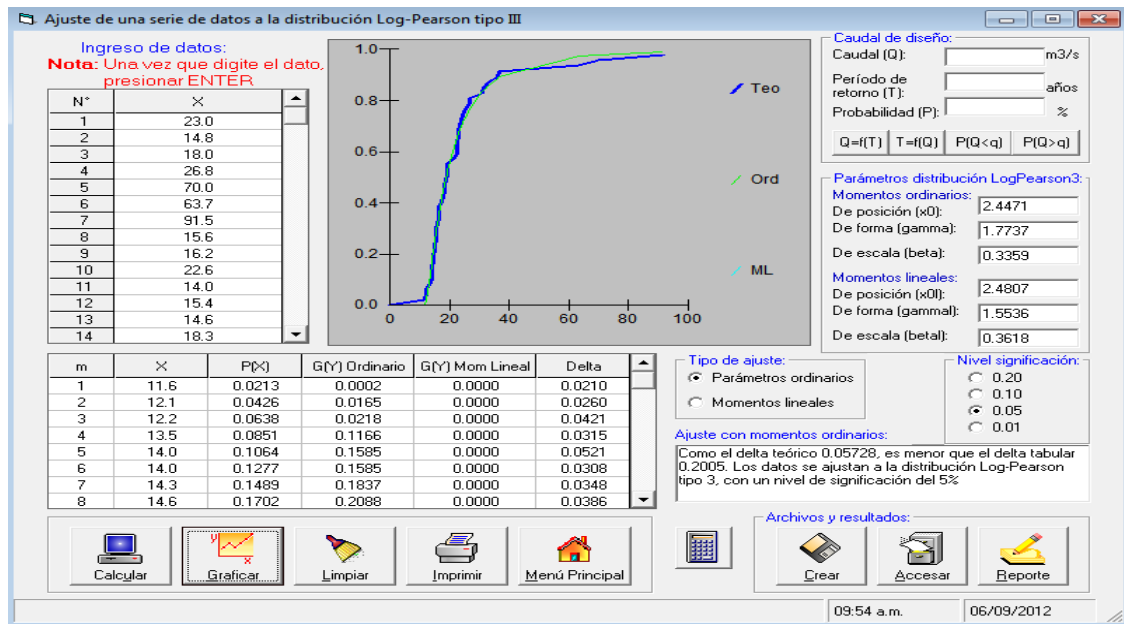 Ajuste de una serie de datos a la distribución Log-Pearson tipo III
Ingreso de datos:
Nota: Una vez que digite el dato,
presionar ENTER
N° X
1 23.0
2 14.8
3 18.0
4 26.8
5 70.0
6 63.7
7 91.5
8 15.6
9 16.2
10 22.6
11 14.0
12 15.4
13 14.6
14 18.3
1.0
0.8
0.6
0.4
0.2
0.0
0 20 40 60 80 100
Teo
Ord
ML
Caudal de diseño:
Caudal (Q): m3/s
Período de
retorno (T): años
Probabilidad (P): %
Q=f(T) T=f(Q) P(Q<q) P(Q>q)
Parámetros distribución LogPearson3:
Momentos ordinarios:
De posición (x0): 2.4471
De forma (gamma): 1.7737
De escala (beta): 0.3359
Momentos lineales:
De posición (x0l): 2.4807
De forma (gammal): 1.5536
De escala (betal): 0.3618
m X P(X) G(Y) Ordinario G(Y) Mom Lineal Delta
1 11.6 0.0213 0.0002 0.0000 0.0210
2 12.1 0.0426 0.0165 0.0000 0.0260
3 12.2 0.0638 0.0218 0.0000 0.0421
4 13.5 0.0851 0.1166 0.0000 0.0315
5 14.0 0.1064 0.1585 0.0000 0.0521
6 14.0 0.1277 0.1585 0.0000 0.0308
7 14.3 0.1489 0.1837 0.0000 0.0348
8 14.6 0.1702 0.2088 0.0000 0.0386
Tipo de ajuste:
Parámetros ordinarios
Momentos lineales
Nivel significación:
0.20
0.10
0.05
0.01
Ajuste con momentos ordinarios:
Como el delta teórico 0.05728, es menor que el delta tabular
0.2005. Los datos se ajustan a la distribución Log-Pearson
tipo 3, con un nivel de significación del 5%
Calcular Graficar Limpiar Imprimir Menú Principal
Archivos y resultados:
Crear Accesar Reporte
09:54 a.m. 06/09/2012